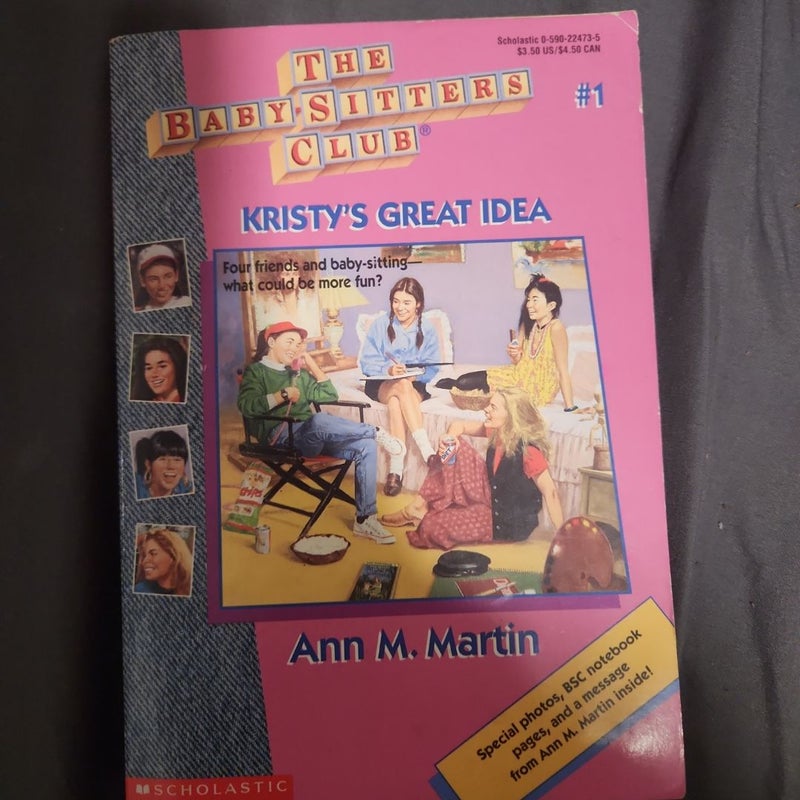 Scholastic 0-590-22473-5
$3.50 US/$4.50 CAN
THE
BABY-SITTERS
CLUB®
#1
KRISTY'S GREAT IDEA
Four friends and baby-sitting—
what could be more fun?
CHIPS
Ann M. Martin
Special photos, BSC notebook
pages, and a message
from Ann M. Martin inside!
SCHOLASTIC